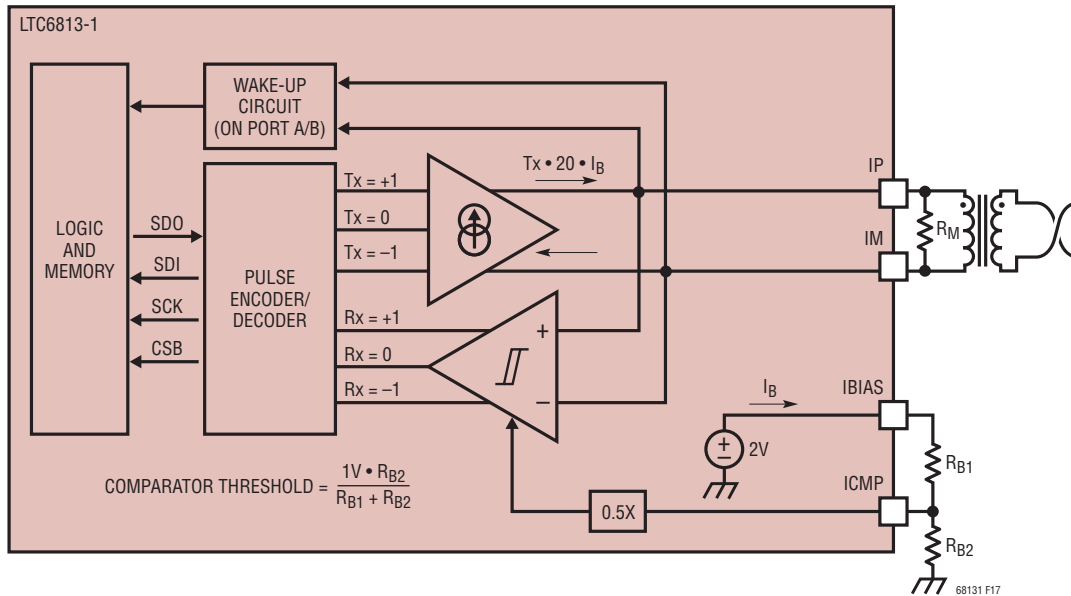 LTC6813-1
WAKE-UP
CIRCUIT
(ON PORT A/B)
LOGIC
AND
MEMORY
SDO
SDI
SCK
CSB
PULSE
ENCODER/
DECODER
Tx = +1
Tx = 0
Tx = –1
Rx = +1
Rx = 0
Rx = –1
Tx • 20 • IB
+
–
IP
IM
RM
IB
IBIAS
+
–
2V
ICMP
RB1
RB2
0.5X
COMPARATOR THRESHOLD = 1V • RB2
RB1 + RB2
68131 F17